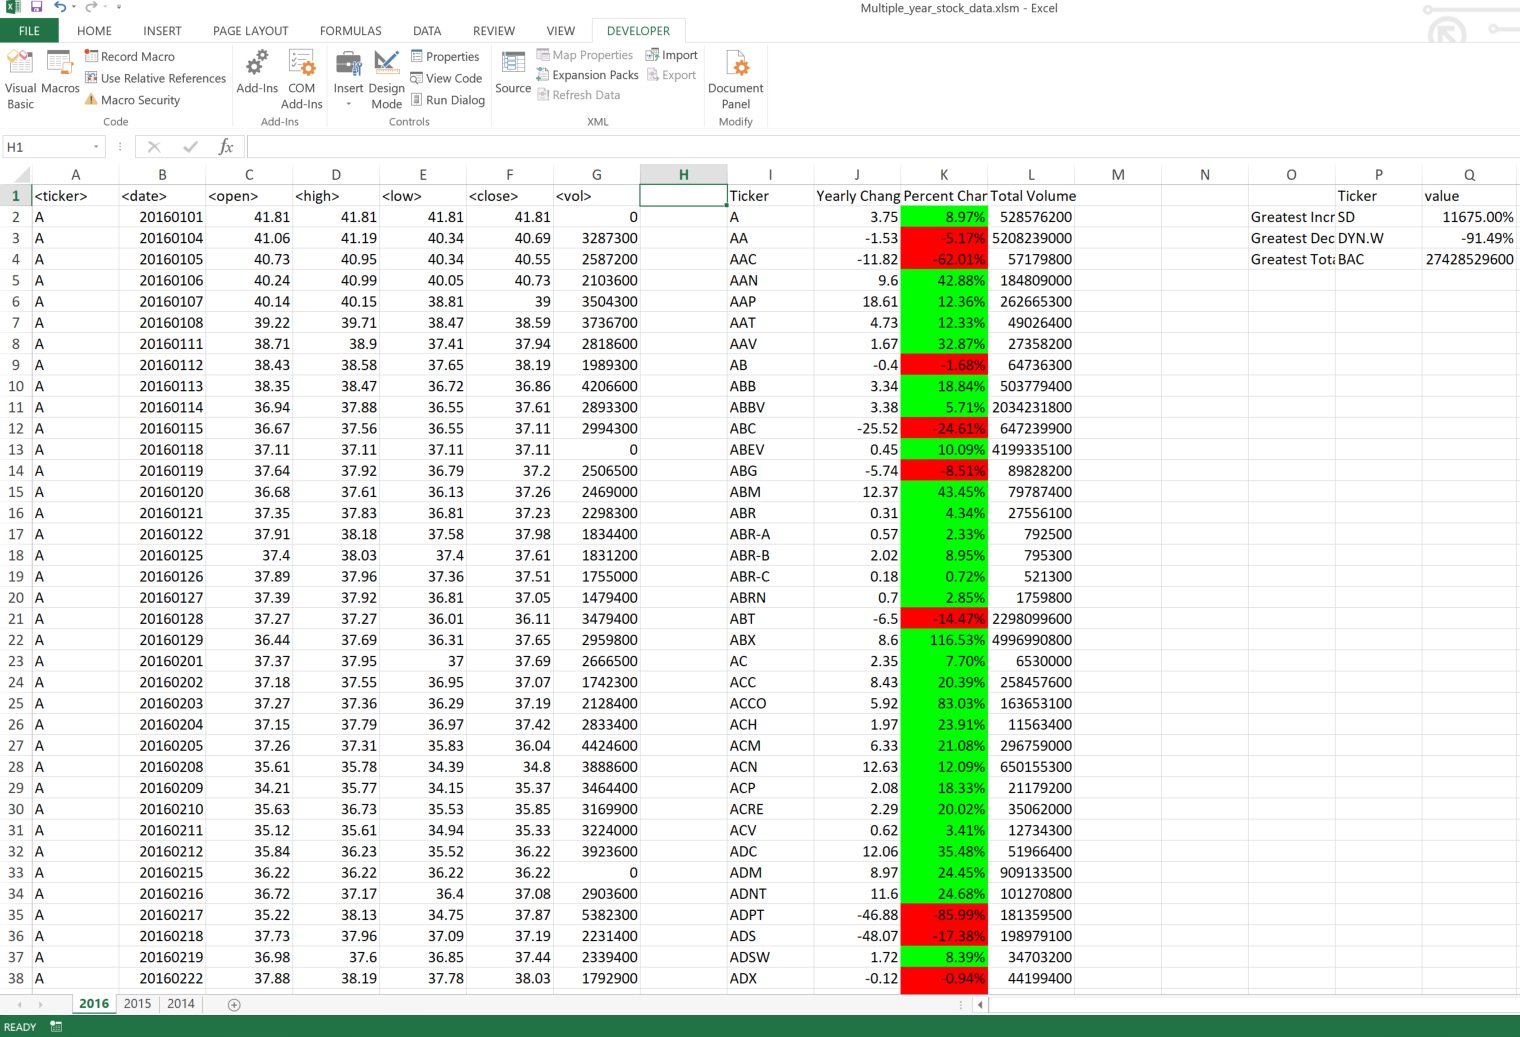 Multiple_year_stock_data.xlsm - Excel
FILE HOME INSERT PAGE LAYOUT FORMULAS DATA REVIEW VIEW DEVELOPER
Visual Basic Macros Record Macro Use Relative References Macro Security Add-Ins COM Add-Ins Insert Design Mode Properties View Code Run Dialog Source Map Properties Expansion Packs Refresh Data Import Export Document Panel
Code Add-Ins Controls XML Modify
H1 fx
A B C D E F G H I J K L M N O P Q
1 <ticker> <date> <open> <high> <low> <close> <vol> Ticker Yearly Chang Percent Char Total Volume Ticker value
2 A 20160101 41.81 41.81 41.81 41.81 0 A 3.75 8.97% 528576200 Greatest Incr SD 11675.00%
3 A 20160104 41.06 41.19 40.34 40.69 3287300 AA -1.53 -5.17% 5208239000 Greatest Dec DYN.W -91.49%
4 A 20160105 40.73 40.95 40.34 40.55 2587200 AAC -11.82 -62.01% 57179800 Greatest Tota BAC 27428529600
5 A 20160106 40.24 40.99 40.05 40.73 2103600 AAN 9.6 42.88% 184809000
6 A 20160107 40.14 40.15 38.81 39 3504300 AAP 18.61 12.36% 262665300
7 A 20160108 39.22 39.71 38.47 38.59 3736700 AAT 4.73 12.33% 49026400
8 A 20160111 38.71 38.9 37.41 37.94 2818600 AAV 1.67 32.87% 27358200
9 A 20160112 38.43 38.58 37.65 38.19 1989300 AB -0.4 -1.68% 64736300
10 A 20160113 38.35 38.47 36.72 36.86 4206600 ABB 3.34 18.84% 503779400
11 A 20160114 36.94 37.88 36.55 37.61 2893300 ABBV 3.38 5.71% 2034231800
12 A 20160115 36.67 37.56 36.55 37.11 2994300 ABC -25.52 -24.61% 647239900
13 A 20160118 37.11 37.11 37.11 37.11 0 ABEV 0.45 10.09% 4199335100
14 A 20160119 37.64 37.92 36.79 37.2 2506500 ABG -5.74 -8.51% 89828200
15 A 20160120 36.68 37.61 36.13 37.26 2469000 ABM 12.37 43.45% 79787400
16 A 20160121 37.35 37.83 36.81 37.23 2298300 ABR 0.31 4.34% 27556100
17 A 20160122 37.91 38.18 37.58 37.98 1834400 ABR-A 0.57 2.33% 792500
18 A 20160125 37.4 38.03 37.4 37.61 1831200 ABR-B 2.02 8.95% 795300
19 A 20160126 37.89 37.96 37.36 37.51 1755000 ABR-C 0.18 0.72% 521300
20 A 20160127 37.39 37.92 36.81 37.05 1479400 ABRN 0.7 2.85% 1759800
21 A 20160128 37.27 37.27 36.01 36.11 3479400 ABT -6.5 -14.47% 2298099600
22 A 20160129 36.44 37.69 36.31 37.65 2959800 ABX 8.6 116.53% 4996990800
23 A 20160201 37.37 37.95 37 37.69 2666500 AC 2.35 7.70% 6530000
24 A 20160202 37.18 37.55 36.95 37.07 1742300 ACC 8.43 20.39% 258457600
25 A 20160203 37.27 37.36 36.29 37.19 2128400 ACCO 5.92 83.03% 163653100
26 A 20160204 37.15 37.79 36.97 37.42 2833400 ACH 1.97 23.91% 11563400
27 A 20160205 37.26 37.31 35.83 36.04 4424600 ACM 6.33 21.08% 296759000
28 A 20160208 35.61 35.78 34.39 34.8 3888600 ACN 12.63 12.09% 650155300
29 A 20160209 34.21 35.77 34.15 35.37 3464400 ACP 2.08 18.33% 21179200
30 A 20160210 35.63 36.73 35.53 35.85 3169900 ACRE 2.29 20.02% 35062000
31 A 20160211 35.12 35.61 34.94 35.33 3224000 ACV 0.62 3.41% 12734300
32 A 20160212 35.84 36.23 35.52 36.22 3923600 ADC 12.06 35.48% 51966400
33 A 20160215 36.22 36.22 36.22 36.22 0 ADM 8.97 24.45% 909133500
34 A 20160216 36.72 37.17 36.4 37.08 2903600 ADNT 11.6 24.68% 101270800
35 A 20160217 35.22 38.13 34.75 37.87 5382300 ADPT -46.88 -85.99% 181359500
36 A 20160218 37.73 37.96 37.09 37.19 2231400 ADS -48.07 -17.38% 198979100
37 A 20160219 36.98 37.6 36.85 37.44 2339400 ADSW 1.72 8.39% 34703200
38 A 20160222 37.88 38.19 37.78 38.03 1792900 ADX -0.12 -0.94% 44199400
2016 2015 2014
READY